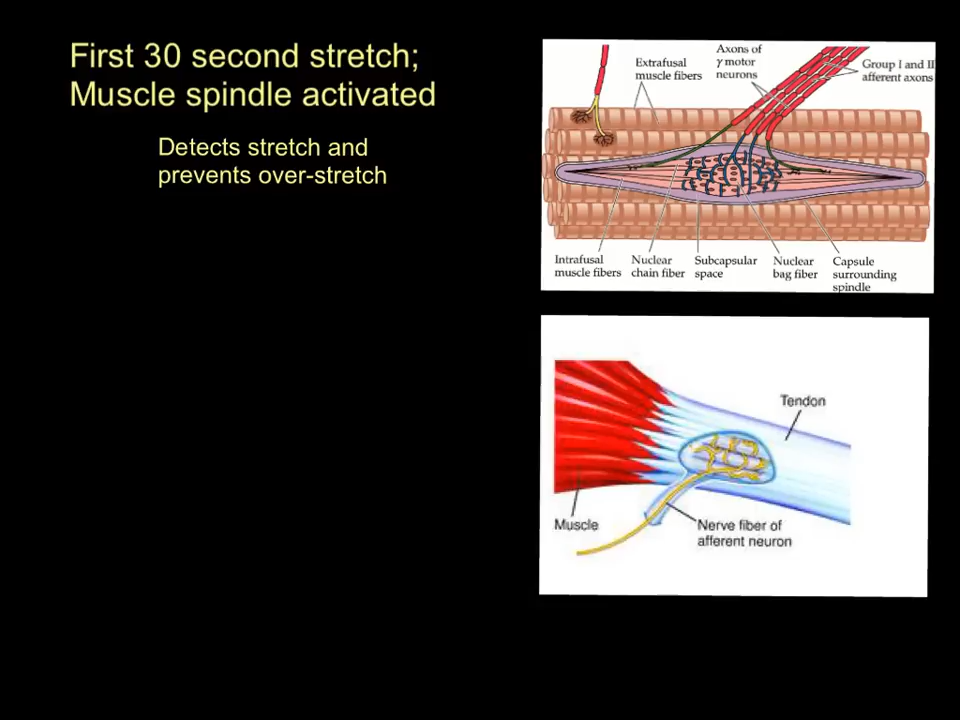 First 30 second stretch;
Muscle spindle activated
Detects stretch and
prevents over-stretch
Extrafusal
muscle fibers
Axons of
γ motor
neurons
Group I and II
afferent axons
Intrafusal
muscle fibers
Nuclear
chain fiber
Subcapsular
space
Nuclear
bag fiber
Capsule
surrounding
spindle
Tendon
Muscle
Nerve fiber of
afferent neuron